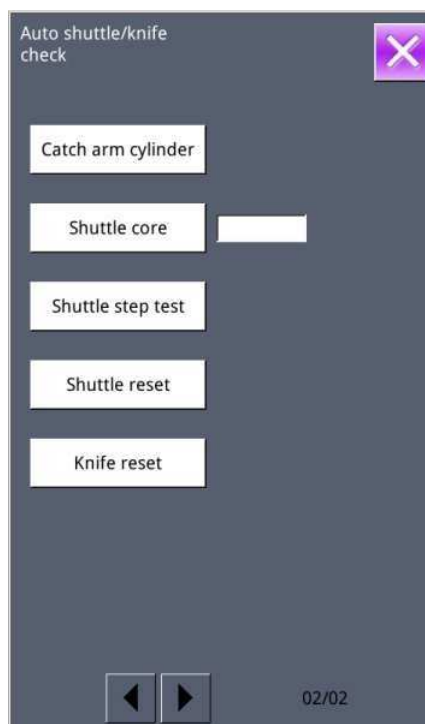 Auto shuttle/knife
check
Catch arm cylinder
Shuttle core
Shuttle step test
Shuttle reset
Knife reset
02/02